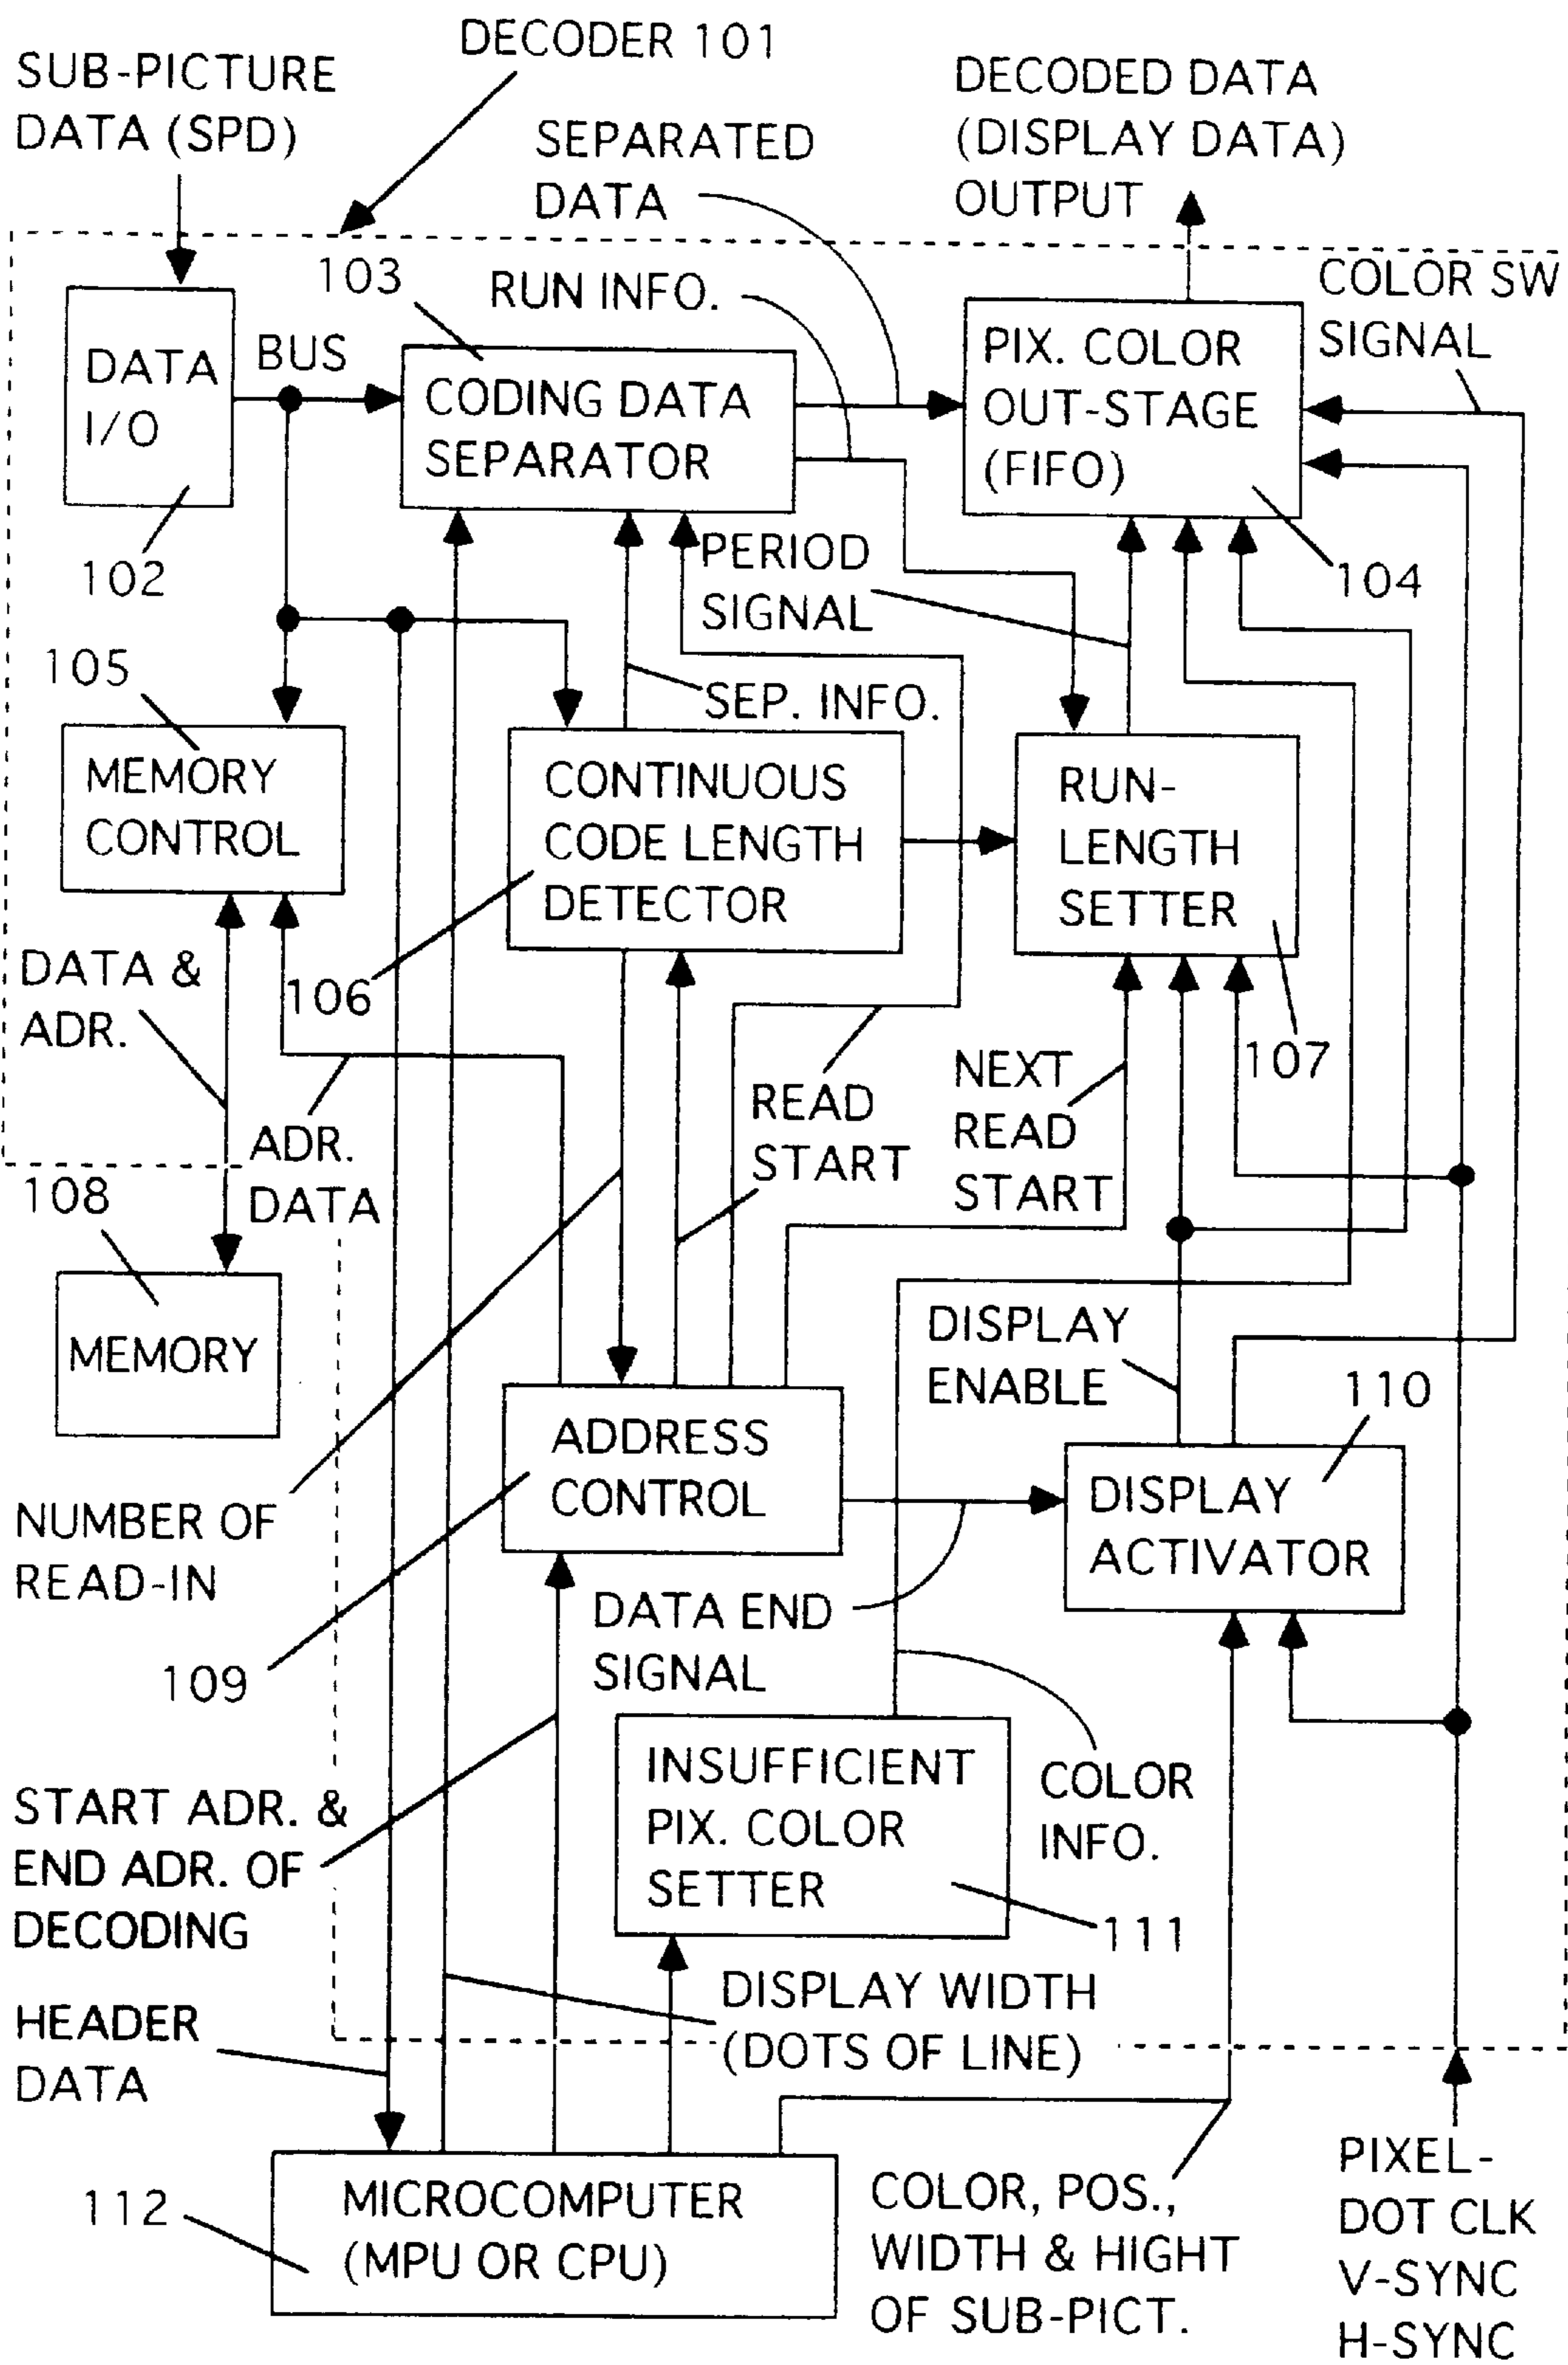 DECODER 101
SUB-PICTURE
DATA (SPD)
SEPARATED
DATA
DECODED DATA
(DISPLAY DATA)
OUTPUT
103
RUN INFO.
COLOR SW
SIGNAL
DATA
I/O
BUS
CODING DATA
SEPARATOR
PIX. COLOR
OUT-STAGE
(FIFO)
102
PERIOD
SIGNAL
104
105
SEP. INFO.
MEMORY
CONTROL
CONTINUOUS
CODE LENGTH
DETECTOR
RUN-
LENGTH
SETTER
DATA &
ADR.
106
107
ADR.
DATA
READ
START
NEXT
READ
START
108
MEMORY
DISPLAY
ENABLE
110
ADDRESS
CONTROL
DISPLAY
ACTIVATOR
NUMBER OF
READ-IN
109
DATA END
SIGNAL
INSUFFICIENT
PIX. COLOR
SETTER
COLOR
INFO.
START ADR. &
END ADR. OF
DECODING
111
DISPLAY WIDTH
(DOTS OF LINE)
HEADER
DATA
112
MICROCOMPUTER
(MPU OR CPU)
COLOR, POS.,
WIDTH & HIGHT
OF SUB-PICT.
PIXEL-
DOT CLK
V-SYNC
H-SYNC